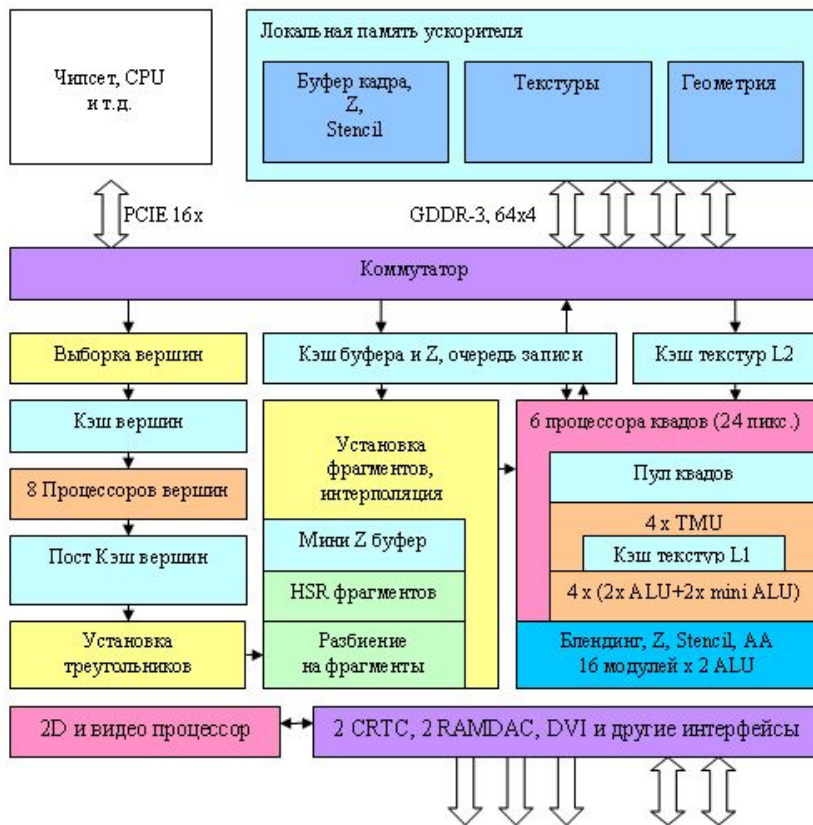 Локальная память ускорителя
Чипсет, CPU
и т.д.
Буфер кадра,
Z,
Stencil
Текстуры
Геометрия
PCIE 16x
GDDR-3, 64x4
Коммутатор
Выборка вершин
Кэш буфера и Z, очередь записи
Кэш текстур L2
Кэш вершин
8 Процессоров вершин
Пост Кэш вершин
Установка
треугольников
Установка
фрагментов,
интерполяция
Мини Z буфер
HSR фрагментов
Разбиение
на фрагменты
6 процессора квадов (24 пикс.)
Пул квадов
4 x TMU
Кэш текстур L1
4 x (2x ALU+2x mini ALU)
Блендинг, Z, Stencil, AA
16 модулей x 2 ALU
2D и видео процессор
2 CRTC, 2 RAMDAC, DVI и другие интерфейсы